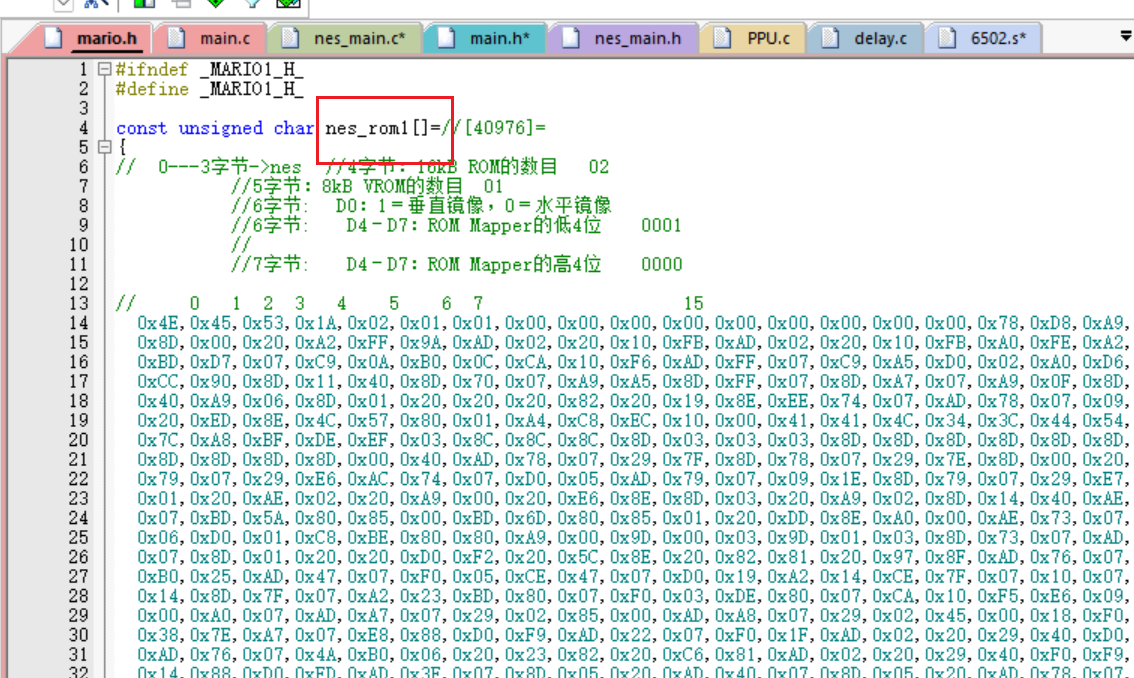 mario.h main.c nes_main.c* main.h* nes_main.h PPU.c delay.c 6502.s*
1 #ifndef _MARIO1_H_
2 #define _MARIO1_H_
3
4 const unsigned char nes_rom1[]=//[40976]=
5 {
6 // 0---3字节->nes //4字节: 16kB ROM的数目 02
7 //5字节: 8kB VROM的数目 01
8 //6字节: D0: 1＝垂直镜像，0＝水平镜像
9 //6字节: D4－D7: ROM Mapper的低4位 0001
10 //
11 //7字节: D4－D7: ROM Mapper的高4位 0000
12
13 // 0 1 2 3 4 5 6 7 15
14 0x4E,0x45,0x53,0x1A,0x02,0x01,0x01,0x00,0x00,0x00,0x00,0x00,0x00,0x00,0x00,0x00,0x78,0xD8,0xA9,
15 0x8D,0x00,0x20,0xA2,0xFF,0x9A,0xAD,0x02,0x20,0x10,0xFB,0xAD,0x02,0x20,0x10,0xFB,0xA0,0xFE,0xA2,
16 0xBD,0xD7,0x07,0xC9,0x0A,0xB0,0x0C,0xCA,0x10,0xF6,0xAD,0xFF,0x07,0xC9,0xA5,0xD0,0x02,0xA0,0xD6,
17 0xCC,0x90,0x8D,0x11,0x40,0x8D,0x70,0x07,0xA9,0xA5,0x8D,0xFF,0x07,0x8D,0xA7,0x07,0xA9,0x0F,0x8D,
18 0x40,0xA9,0x06,0x8D,0x01,0x20,0x20,0x20,0x82,0x20,0x19,0x8E,0xEE,0x74,0x07,0xAD,0x78,0x07,0x09,
19 0x20,0xED,0x8E,0x4C,0x57,0x80,0x01,0xA4,0xC8,0xEC,0x10,0x00,0x41,0x41,0x4C,0x34,0x3C,0x44,0x54,
20 0x7C,0xA8,0xBF,0xDE,0xEF,0x03,0x8C,0x8C,0x8C,0x8D,0x03,0x03,0x03,0x8D,0x8D,0x8D,0x8D,0x8D,0x8D,
21 0x8D,0x8D,0x8D,0x8D,0x00,0x40,0xAD,0x78,0x07,0x29,0x7F,0x8D,0x78,0x07,0x29,0x7E,0x8D,0x00,0x20,
22 0x79,0x07,0x29,0xE6,0xAC,0x74,0x07,0xD0,0x05,0xAD,0x79,0x07,0x09,0x1E,0x8D,0x79,0x07,0x29,0xE7,
23 0x01,0x20,0xAE,0x02,0x20,0xA9,0x00,0x20,0xE6,0x8E,0x8D,0x03,0x20,0xA9,0x02,0x8D,0x14,0x40,0xAE,
24 0x07,0xBD,0x5A,0x80,0x85,0x00,0xBD,0x6D,0x80,0x85,0x01,0x20,0xDD,0x8E,0xA0,0x00,0xAE,0x73,0x07,
25 0x06,0xD0,0x01,0xC8,0xBE,0x80,0x80,0xA9,0x00,0x9D,0x00,0x03,0x9D,0x01,0x03,0x8D,0x73,0x07,0xAD,
26 0x07,0x8D,0x01,0x20,0x20,0xD0,0xF2,0x20,0x5C,0x8E,0x20,0x82,0x81,0x20,0x97,0x8F,0xAD,0x76,0x07,
27 0xB0,0x25,0xAD,0x47,0x07,0xF0,0x05,0xCE,0x47,0x07,0xD0,0x19,0xA2,0x14,0xCE,0x7F,0x07,0x10,0x07,
28 0x14,0x8D,0x7F,0x07,0xA2,0x23,0xBD,0x80,0x07,0xF0,0x03,0xDE,0x80,0x07,0xCA,0x10,0xF5,0xE6,0x09,
29 0x00,0xA0,0x07,0xAD,0xA7,0x07,0x29,0x02,0x85,0x00,0xAD,0xA8,0x07,0x29,0x02,0x45,0x00,0x18,0xF0,
30 0x38,0x7E,0xA7,0x07,0xE8,0x88,0xD0,0xF9,0xAD,0x22,0x07,0xF0,0x1F,0xAD,0x02,0x20,0x29,0x40,0xD0,
31 0xAD,0x76,0x07,0x4A,0xB0,0x06,0x20,0x23,0x82,0x20,0xC6,0x81,0xAD,0x02,0x20,0x29,0x40,0xF0,0xF9,
32 0x14,0x88,0xD0,0xFD,0xAD,0x3F,0x07,0x8D,0x05,0x20,0xAD,0x40,0x07,0x8D,0x05,0x20,0xAD,0x78,0x07,